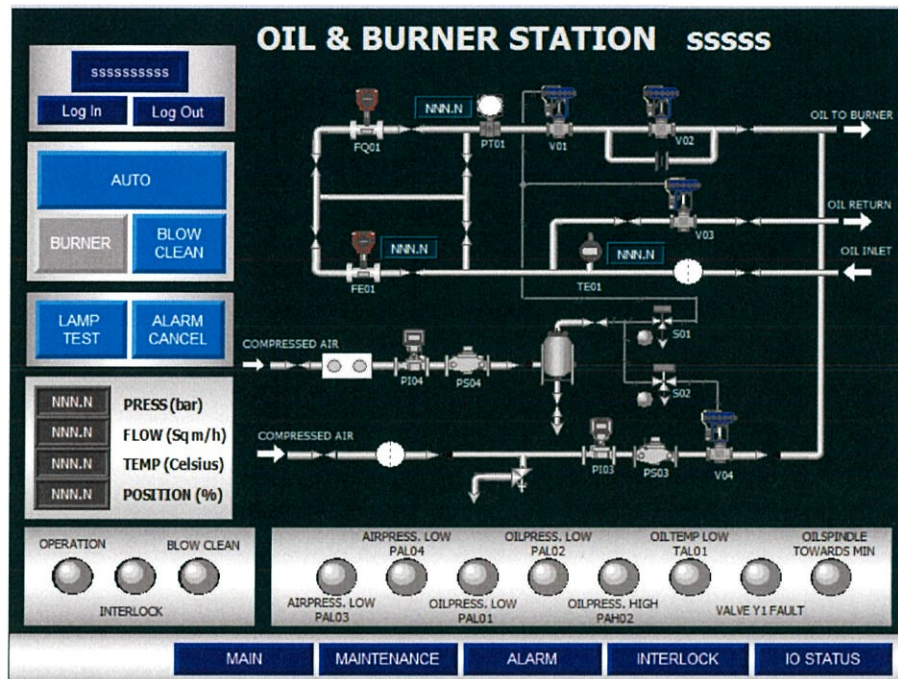 OIL & BURNER STATION sssss
ssssssssss
Log In
Log Out
AUTO
BURNER
BLOW
CLEAN
LAMP
TEST
ALARM
CANCEL
NNN.N PRESS (bar)
NNN.N FLOW (Sq m/h)
NNN.N TEMP (Celsius)
NNN.N POSITION (%)
FQ01
NNN.N
PT01
V01
V02
OIL TO BURNER
V03
OIL RETURN
FE01
NNN.N
TE01
NNN.N
OIL INLET
COMPRESSED AIR
PI04
PS04
S01
S02
COMPRESSED AIR
PI03
PS03
V04
OPERATION
BLOW CLEAN
INTERLOCK
AIRPRESS. LOW
PAL03
AIRPRESS. LOW
PAL04
OILPRESS. LOW
PAL01
OILPRESS. LOW
PAL02
OILPRESS. HIGH
PAH02
OILTEMP LOW
TAL01
VALVE Y1 FAULT
OILSPINDLE
TOWARDS MIN
MAIN
MAINTENANCE
ALARM
INTERLOCK
IO STATUS